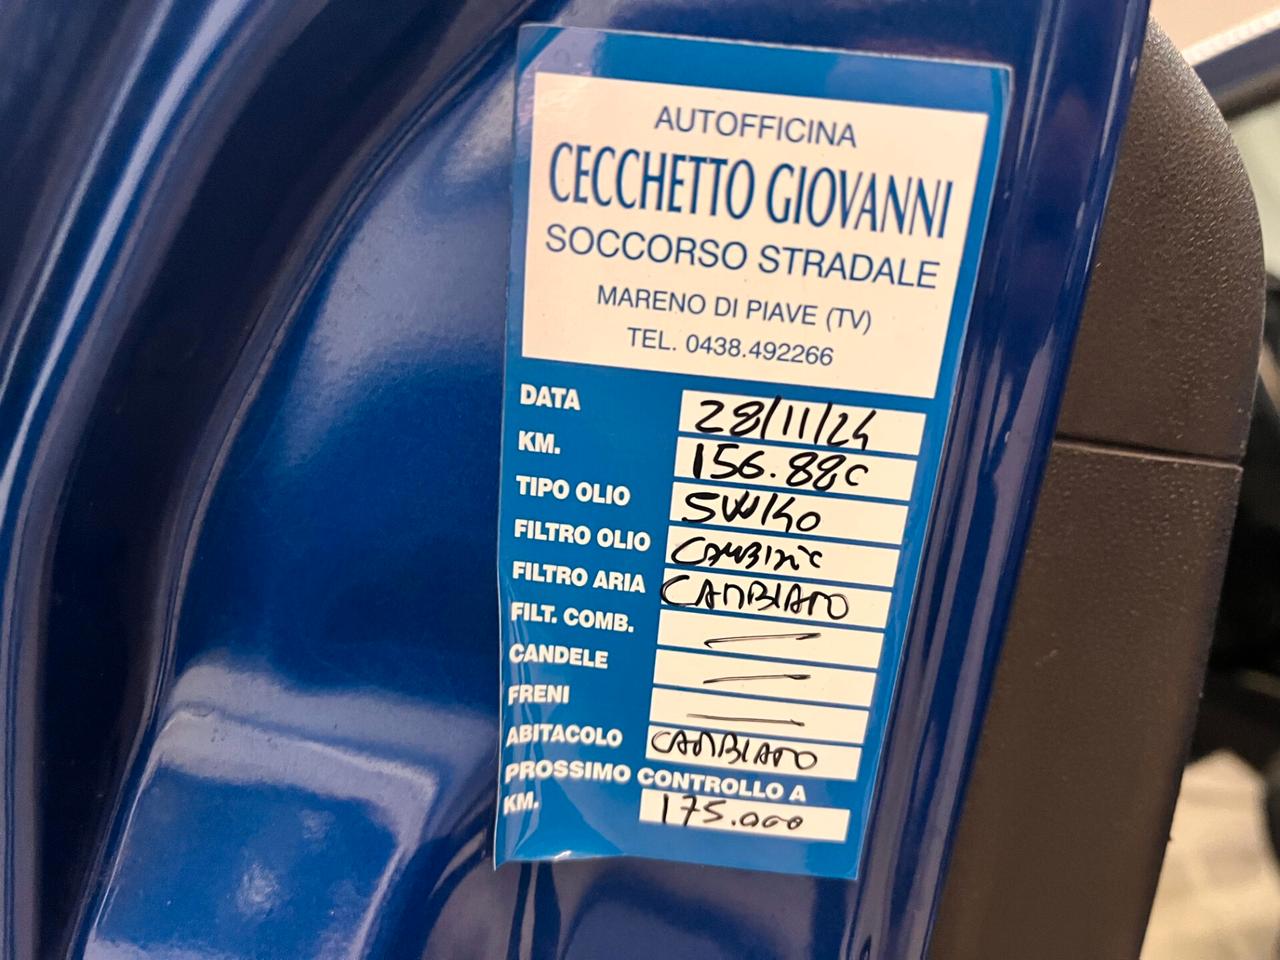 AUTOFFICINA
CECCHETTO GIOVANNI
SOCCORSO STRADALE
MARENO DI PIAVE (TV)
TEL. 0438.492266
DATA 28/11/24
KM. 156.880
TIPO OLIO 5W/40
FILTRO OLIO CAMBIATO
FILTRO ARIA CAMBIATO
FILT. COMB. —
CANDELE —
FRENI —
ABITACOLO CAMBIATO
PROSSIMO CONTROLLO A
KM. 175.000